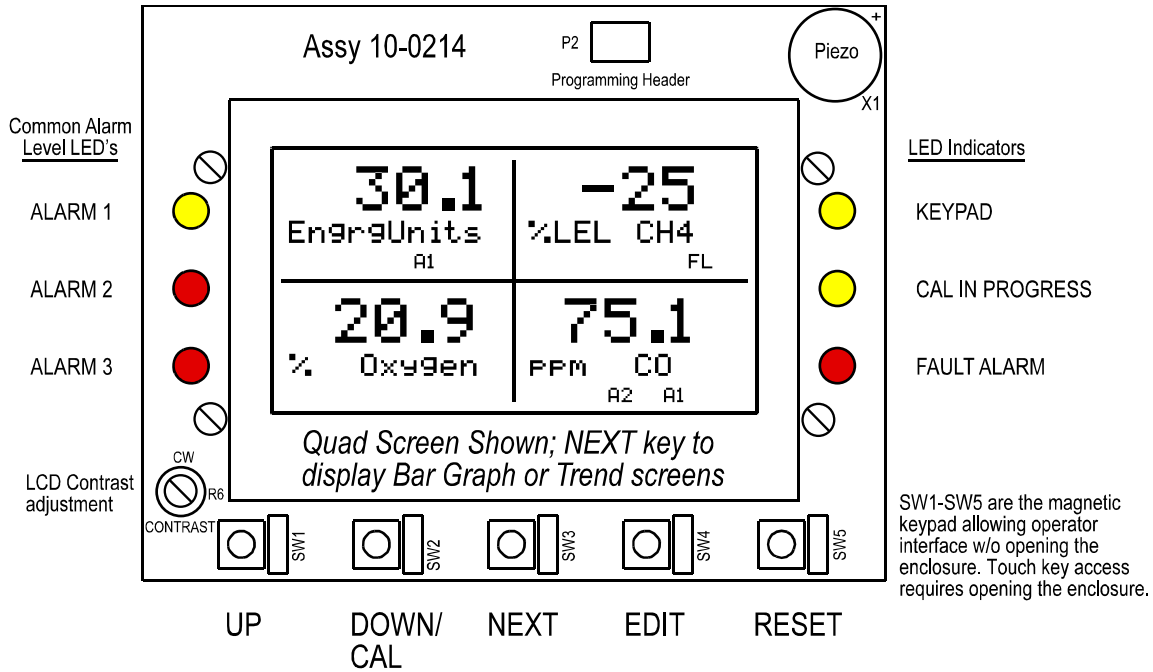 Assy 10-0214
P2
Programming Header
+
Piezo
X1
Common Alarm
Level LED's
ALARM 1
ALARM 2
ALARM 3
LED Indicators
KEYPAD
CAL IN PROGRESS
FAULT ALARM
30.1
EngrgUnits
A1
-25
%LEL CH4
FL
20.9
% Oxygen
75.1
ppm CO
A2 A1
Quad Screen Shown; NEXT key to
display Bar Graph or Trend screens
LCD Contrast
adjustment
CW
R6
CONTRAST
SW1
SW2
SW3
SW4
SW5
UP
DOWN/
CAL
NEXT
EDIT
RESET
SW1-SW5 are the magnetic
keypad allowing operator
interface w/o opening the
enclosure. Touch key access
requires opening the enclosure.